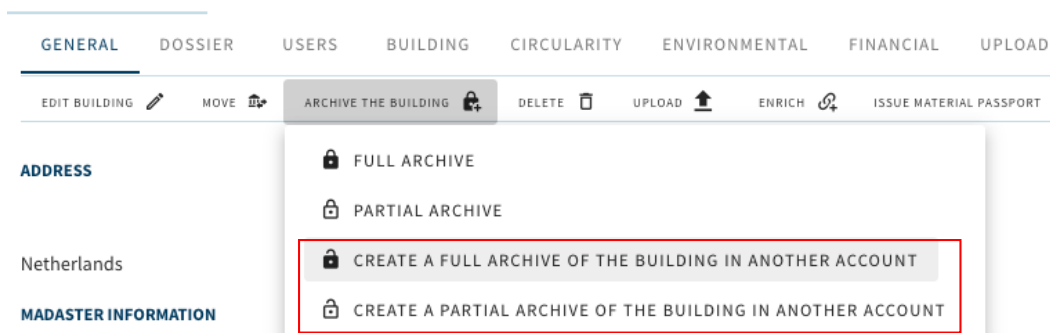 GENERAL DOSSIER USERS BUILDING CIRCULARITY ENVIRONMENTAL FINANCIAL UPLOAD
EDIT BUILDING MOVE ARCHIVE THE BUILDING DELETE UPLOAD ENRICH ISSUE MATERIAL PASSPORT
FULL ARCHIVE
ADDRESS
PARTIAL ARCHIVE
CREATE A FULL ARCHIVE OF THE BUILDING IN ANOTHER ACCOUNT
Netherlands
CREATE A PARTIAL ARCHIVE OF THE BUILDING IN ANOTHER ACCOUNT
MADASTER INFORMATION